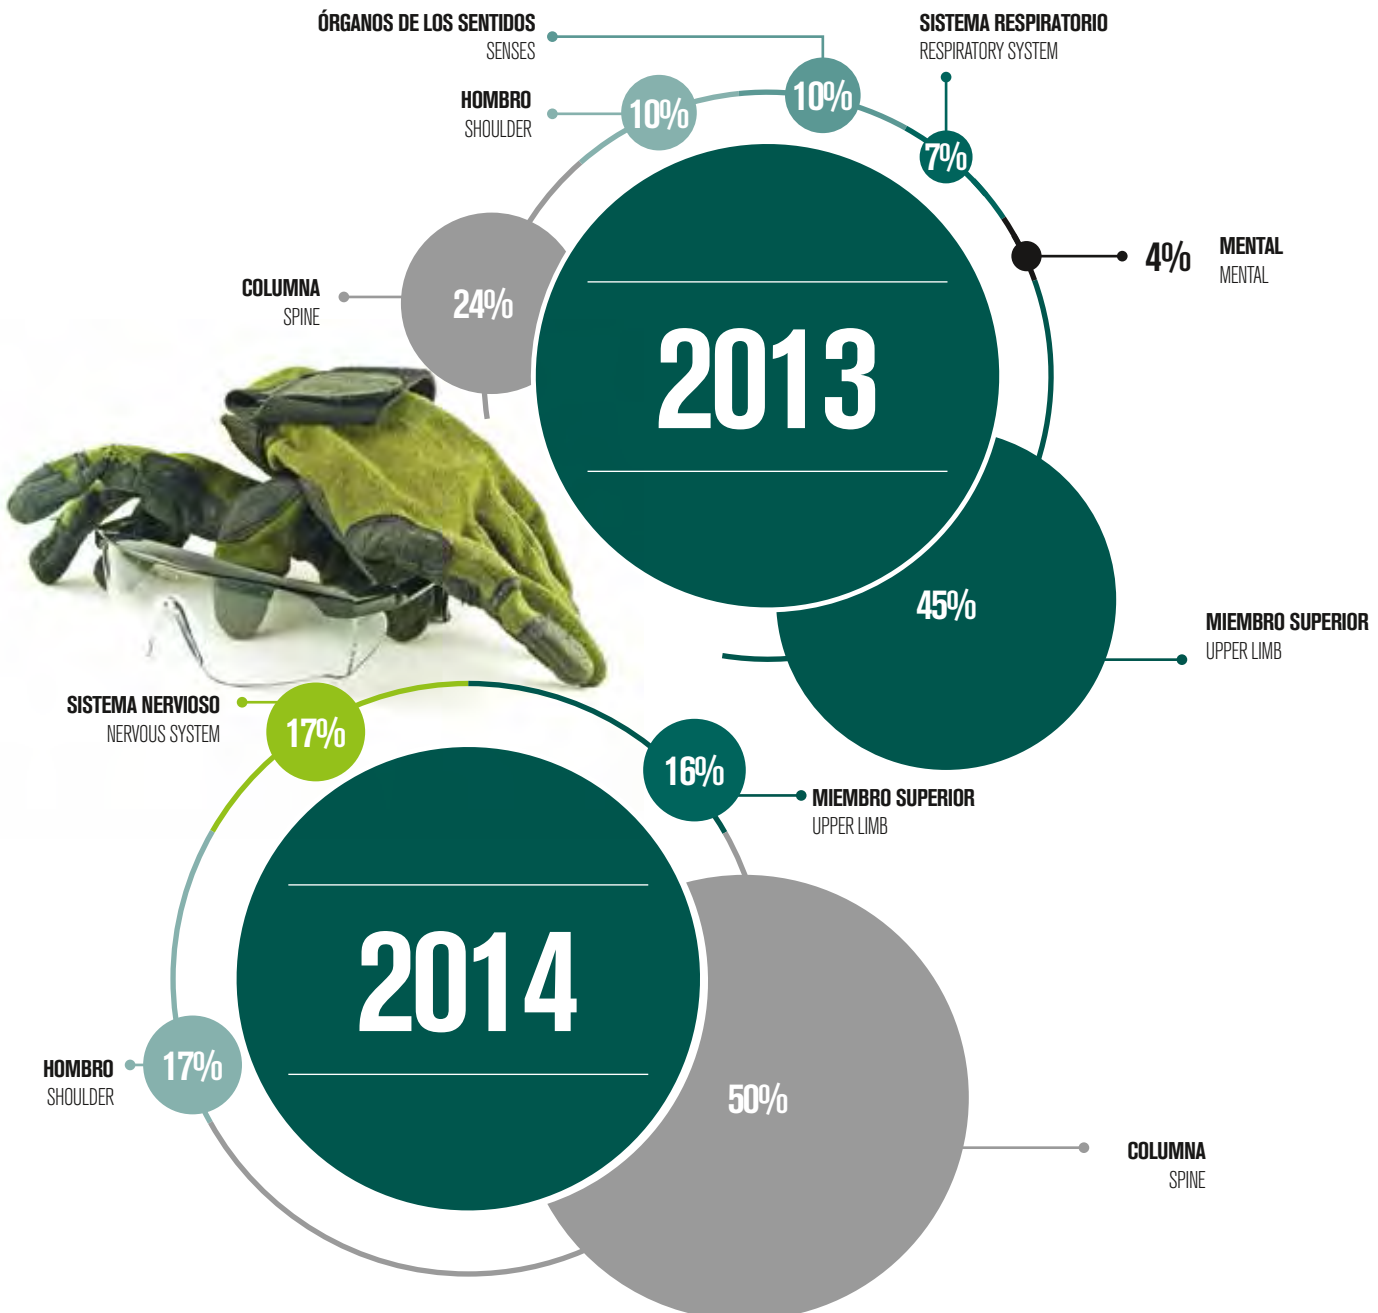 ÓRGANOS DE LOS SENTIDOS
SENSES
10%
SISTEMA RESPIRATORIO
RESPIRATORY SYSTEM
7%
HOMBRO
SHOULDER
10%
4%
MENTAL
MENTAL
COLUMNA
SPINE
24%
2013
45%
MIEMBRO SUPERIOR
UPPER LIMB
SISTEMA NERVIOSO
NERVOUS SYSTEM
17%
16%
MIEMBRO SUPERIOR
UPPER LIMB
2014
HOMBRO
SHOULDER
17%
50%
COLUMNA
SPINE